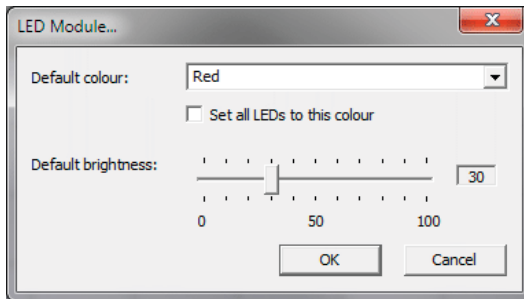 LED Module...
Default colour: Red
Set all LEDs to this colour
Default brightness: 30
0 50 100
OK Cancel